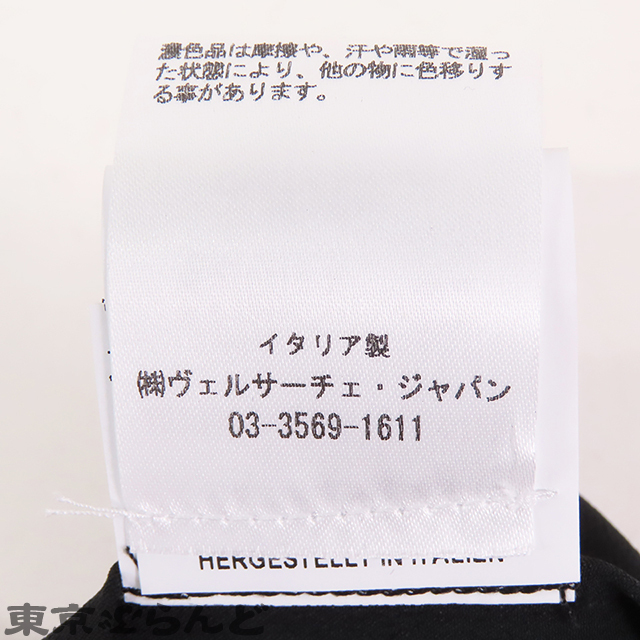 濃色品は摩擦や、汗や雨等で湿っ
た状態により、他の物に色移りす
る事があります。
イタリア製
㈱ヴェルサーチェ・ジャパン
03-3569-1611
HERGESTELLT IN ITALIEN
東京ぶらんど